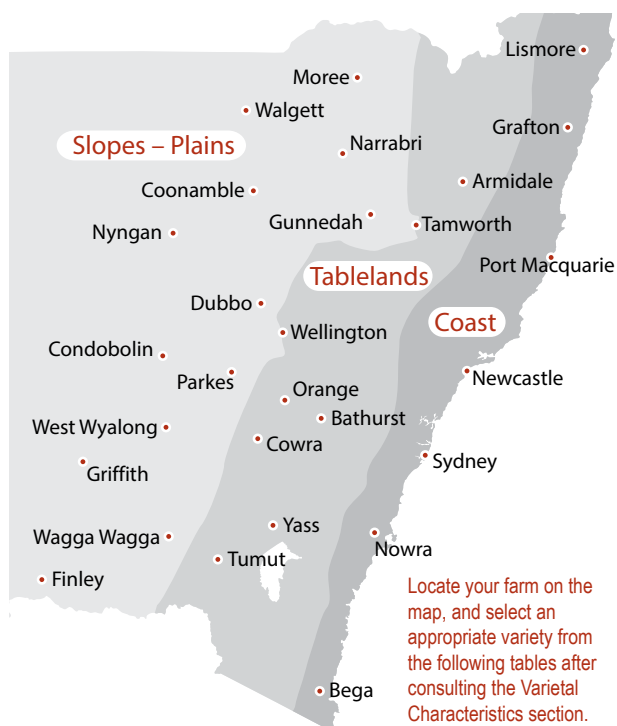 Lismore
Moree
Walgett
Grafton
Slopes – Plains
Narrabri
Coonamble
Armidale
Gunnedah
Tamworth
Nyngan
Port Macquarie
Tablelands
Dubbo
Coast
Wellington
Condobolin
Newcastle
Parkes
Orange
Bathurst
West Wyalong
Cowra
Sydney
Griffith
Yass
Wagga Wagga
Nowra
Tumut
Finley
Locate your farm on the
map, and select an
appropriate variety from
the following tables after
consulting the Varietal
Characteristics section.
Bega